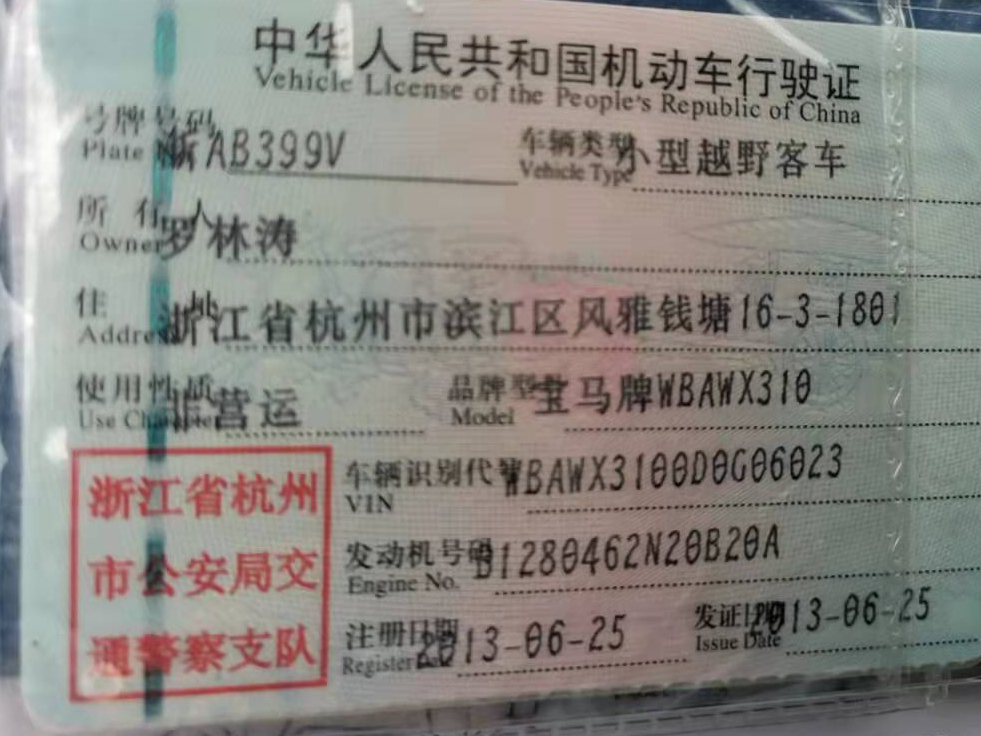 中华人民共和国机动车行驶证
Vehicle License of the People's Republic of China
号牌号码 浙AB399V 车辆类型 小型越野客车
Plate Vehicle Type
所有人 罗林涛
Owner
住址 浙江省杭州市滨江区风雅钱塘16-3-1801
Address
使用性质 非营运 品牌型号 宝马牌WBAWX310
Use Character Model
浙江省杭州
市公安局交
通警察支队
车辆识别代号 WBAWX3100D0G06023
VIN
发动机号码 B1280462N20B20A
Engine No.
注册日期 2013-06-25 发证日期 2013-06-25
Register Date Issue Date